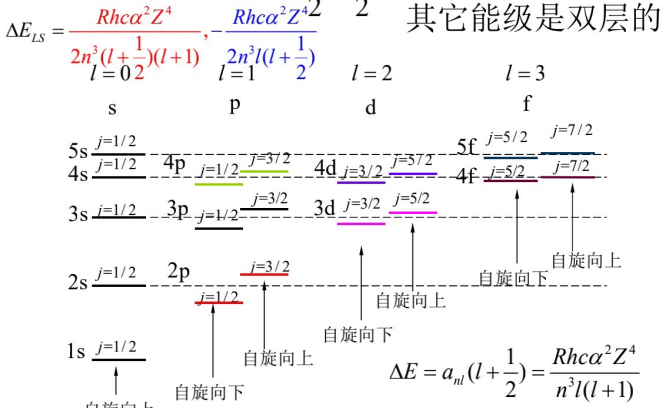 2 2 其它能级是双层的
ΔE_LS = Rhcα²Z⁴ / 2n³(l+1/2)(l+1) , − Rhcα²Z⁴ / 2n³l(l+1/2)
l = 0 l = 1 l = 2 l = 3
s p d f
5s j=1/2 5f j=5/2 j=7/2
4s j=1/2 4p j=1/2 j=3/2 4d j=3/2 j=5/2 4f j=5/2 j=7/2
3s j=1/2 3p j=1/2 j=3/2 3d j=3/2 j=5/2
2s j=1/2 2p j=1/2 j=3/2
自旋向下 自旋向上
自旋向上
自旋向下
1s j=1/2
自旋向上
自旋向下
ΔE = a_nl(l+1/2) = Rhcα²Z⁴ / n³l(l+1)
自旋向上